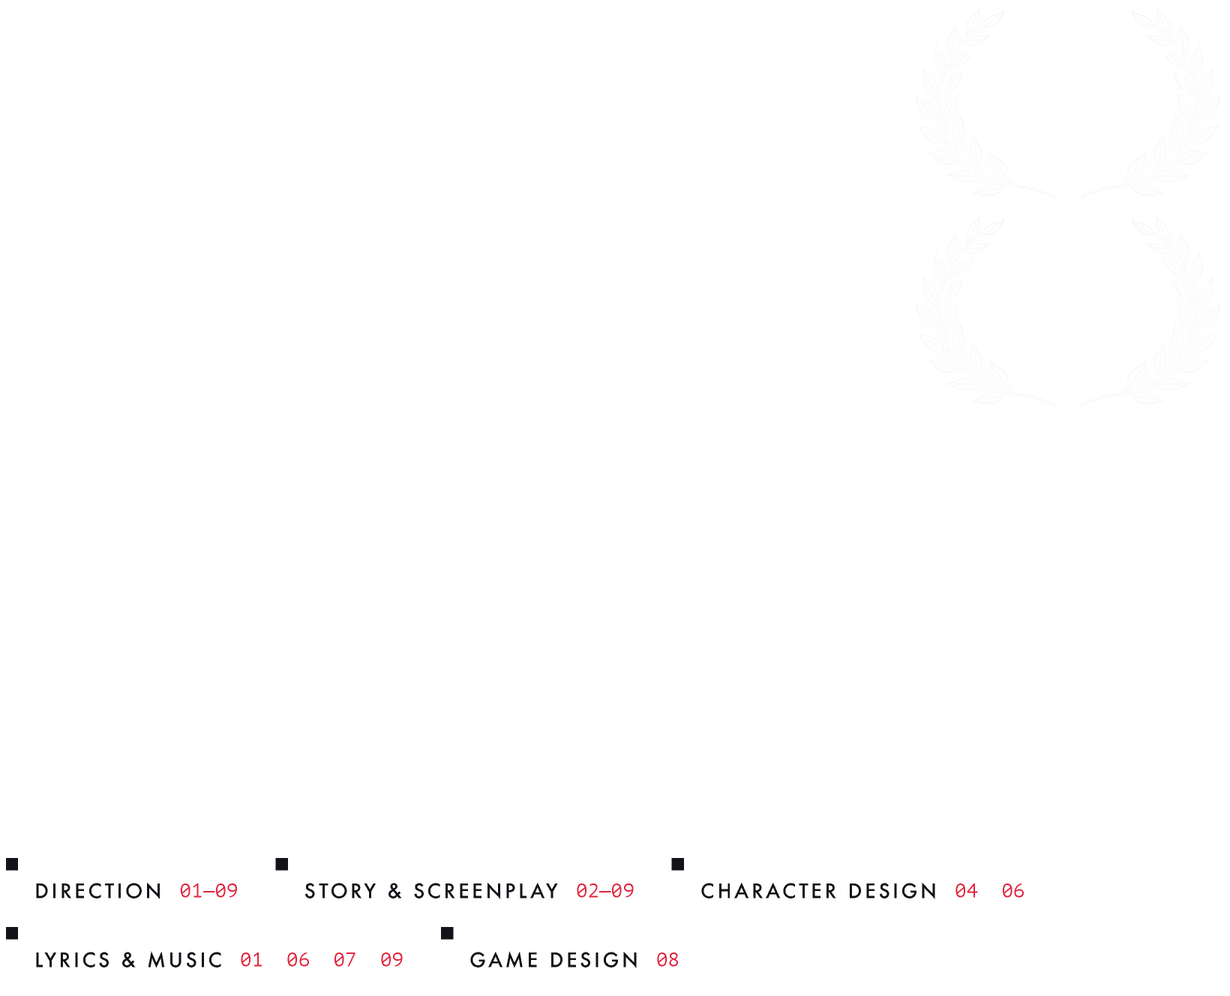 DIRECTION 01—09 STORY & SCREENPLAY 02—09 CHARACTER DESIGN 04 06
LYRICS & MUSIC 01 06 07 09 GAME DESIGN 08